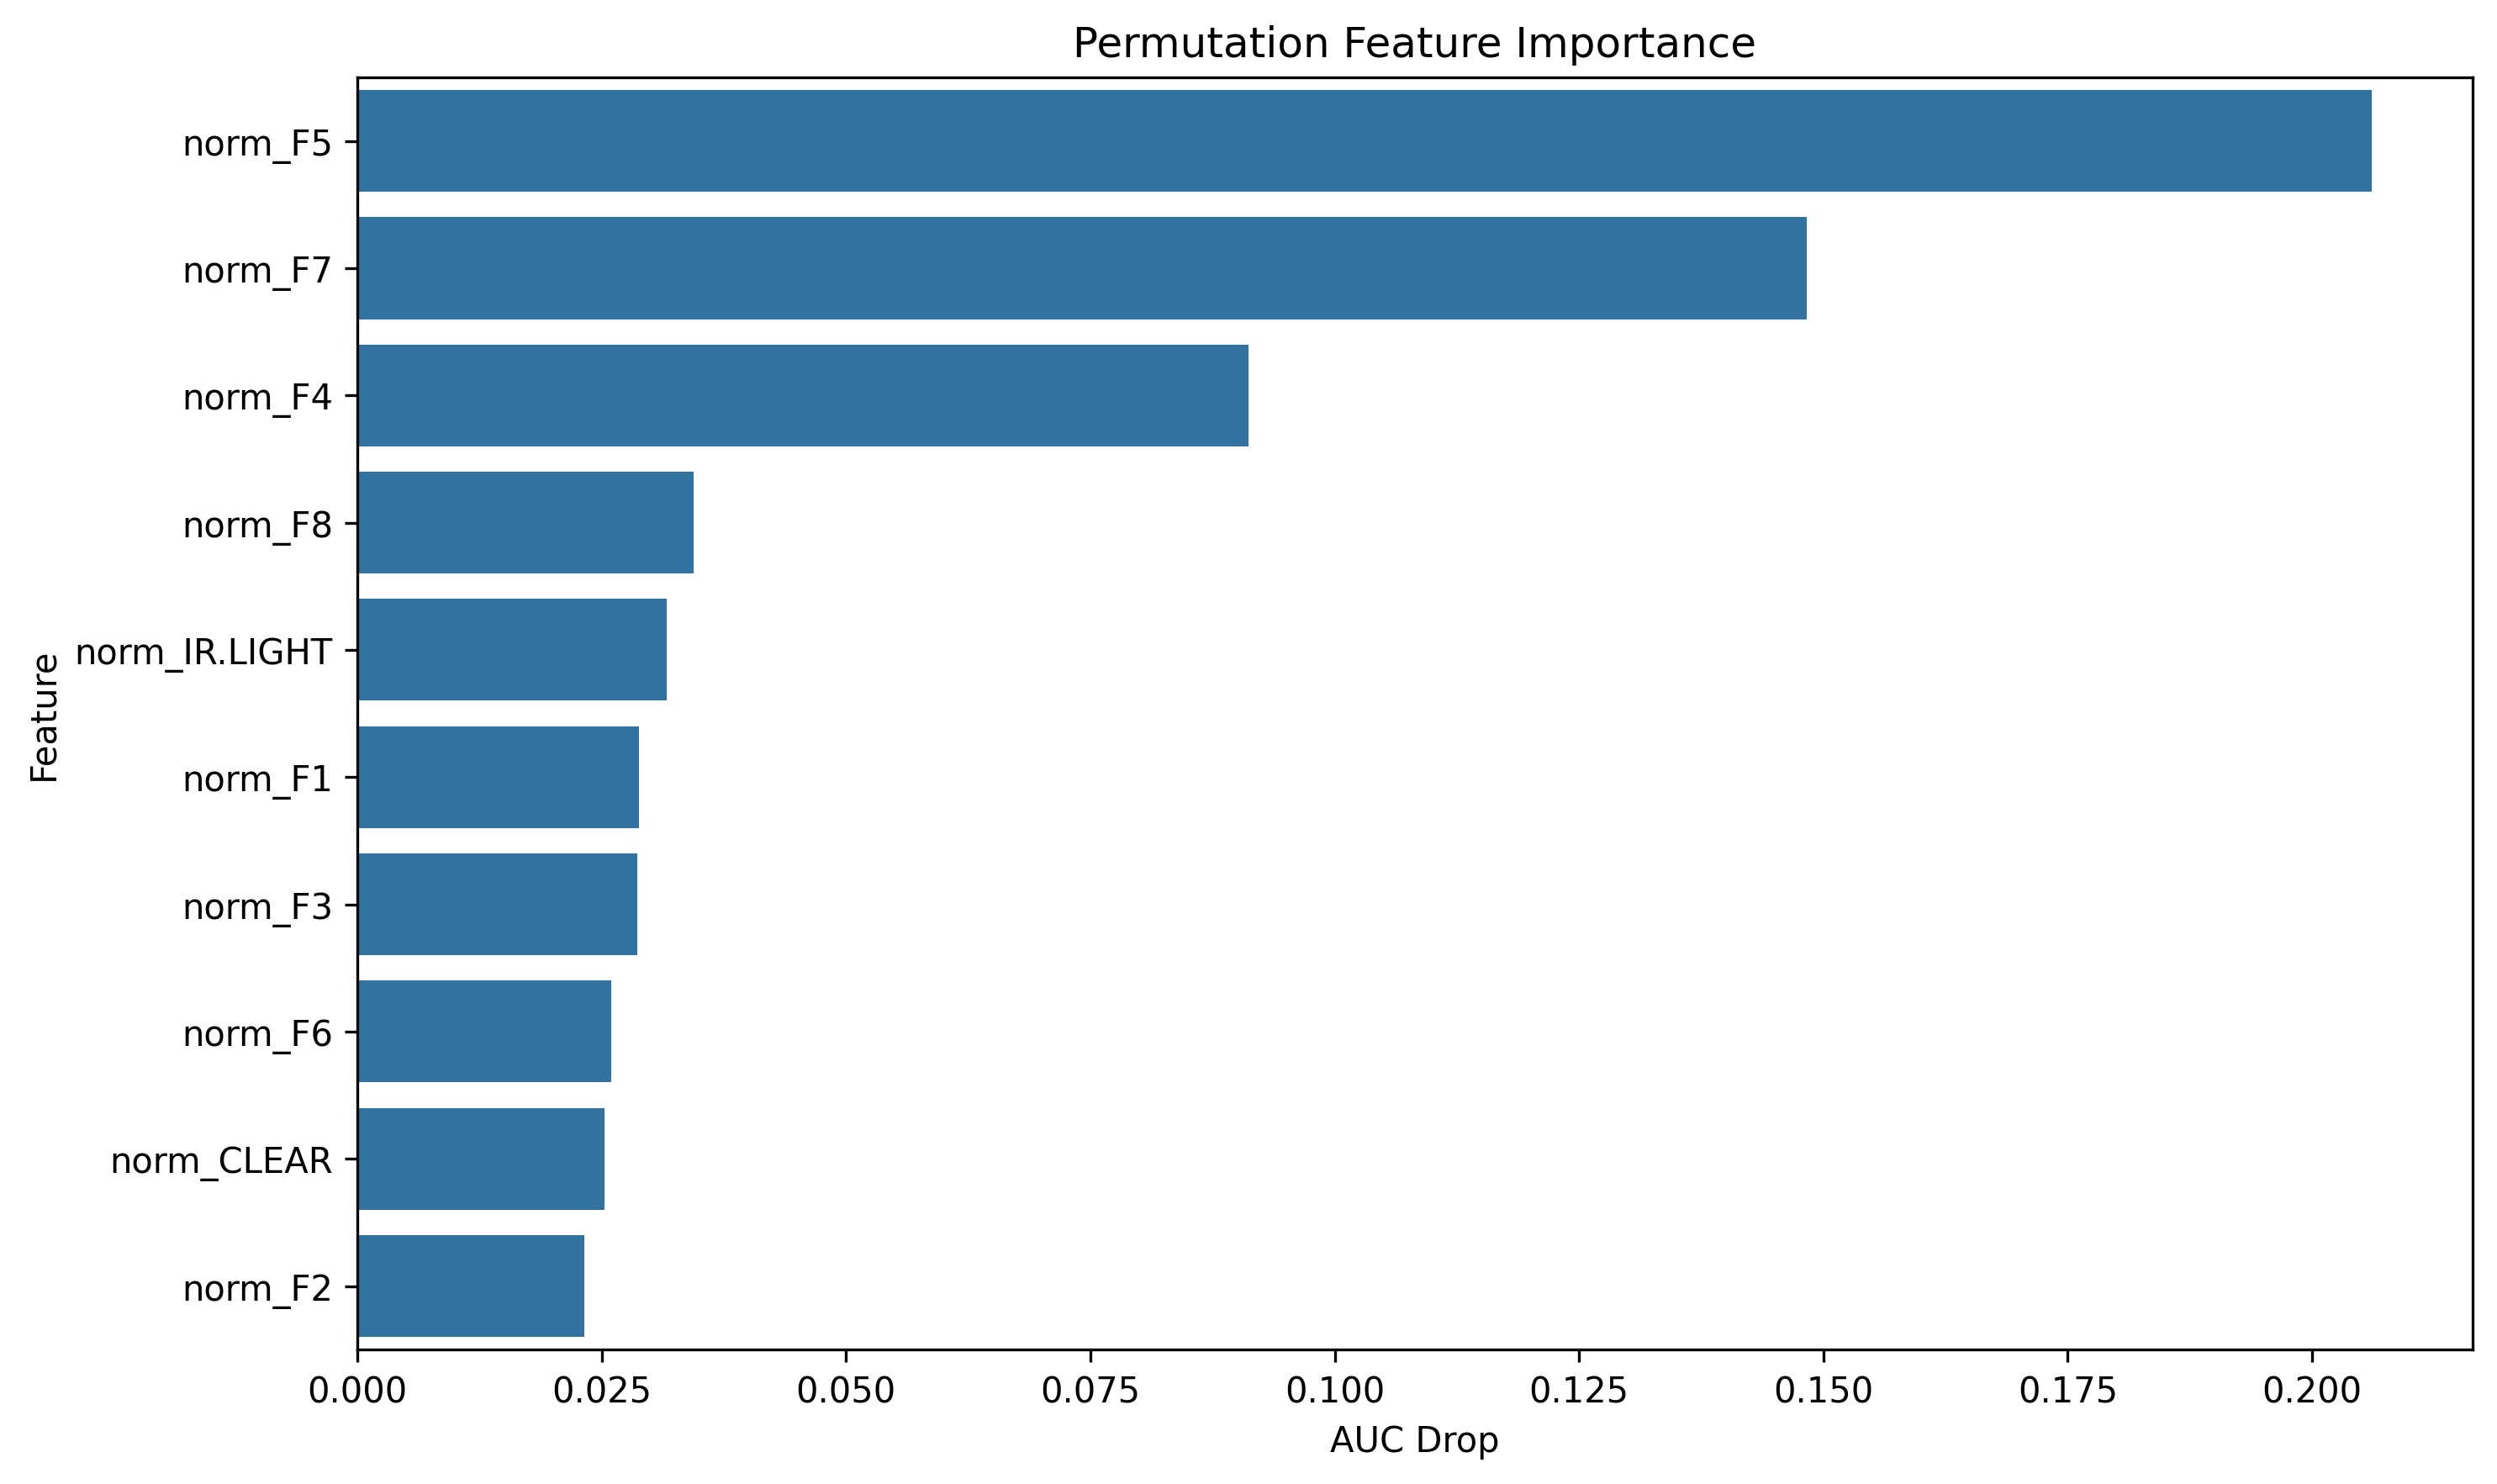 Permutation Feature Importance
norm_F5
norm_F7
norm_F4
norm_F8
norm_IR.LIGHT
norm_F1
norm_F3
norm_F6
norm_CLEAR
norm_F2
Feature
0.000 0.025 0.050 0.075 0.100 0.125 0.150 0.175 0.200
AUC Drop